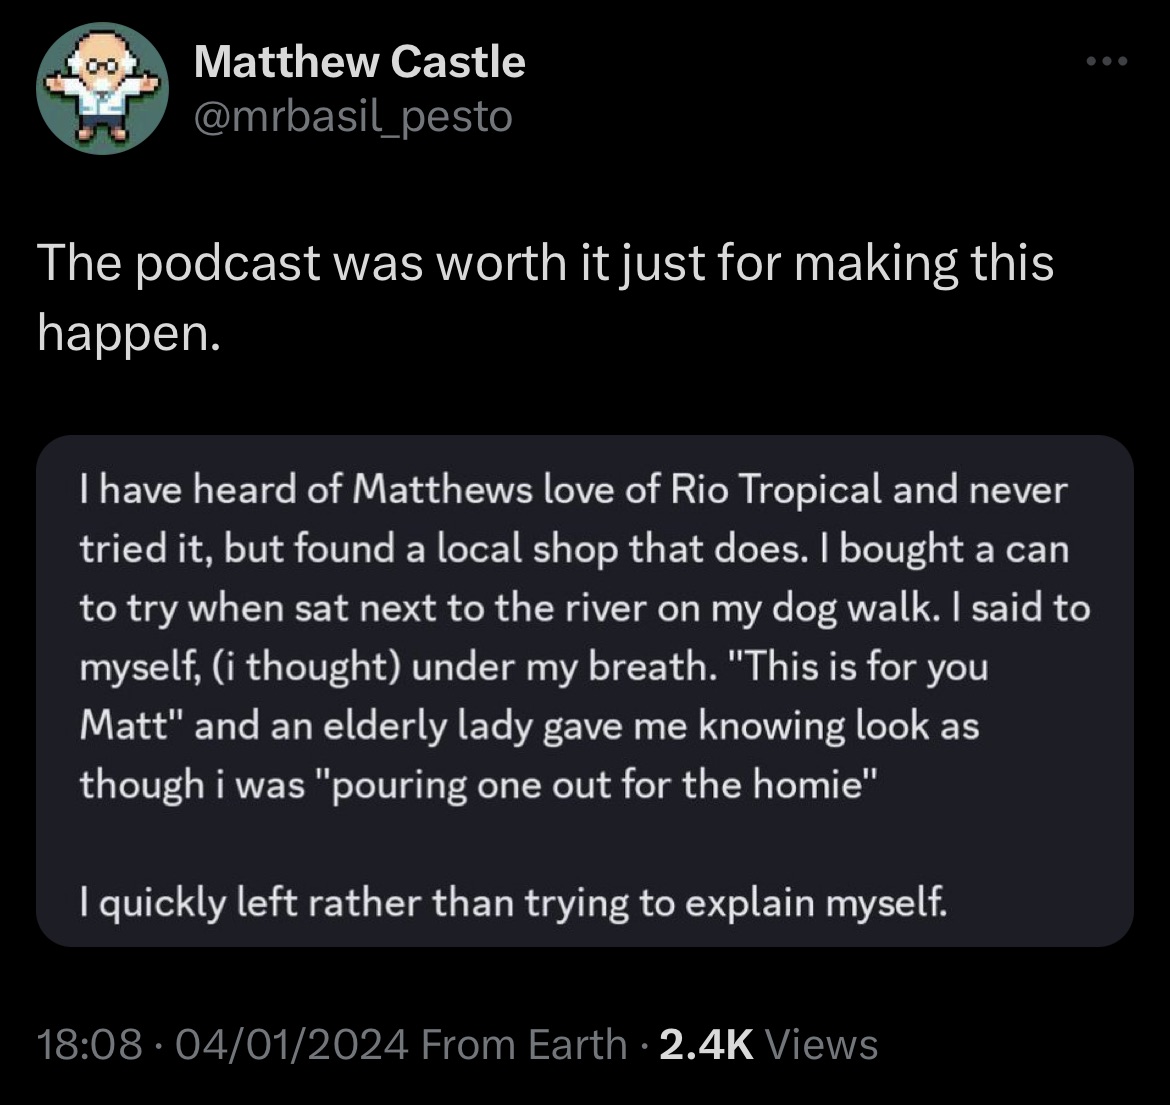 Matthew Castle
@mrbasil_pesto
The podcast was worth it just for making this
happen.
I have heard of Matthews love of Rio Tropical and never
tried it, but found a local shop that does. I bought a can
to try when sat next to the river on my dog walk. I said to
myself, (i thought) under my breath. "This is for you
Matt" and an elderly lady gave me knowing look as
though i was "pouring one out for the homie"
I quickly left rather than trying to explain myself.
18:08 · 04/01/2024 From Earth · 2.4K Views